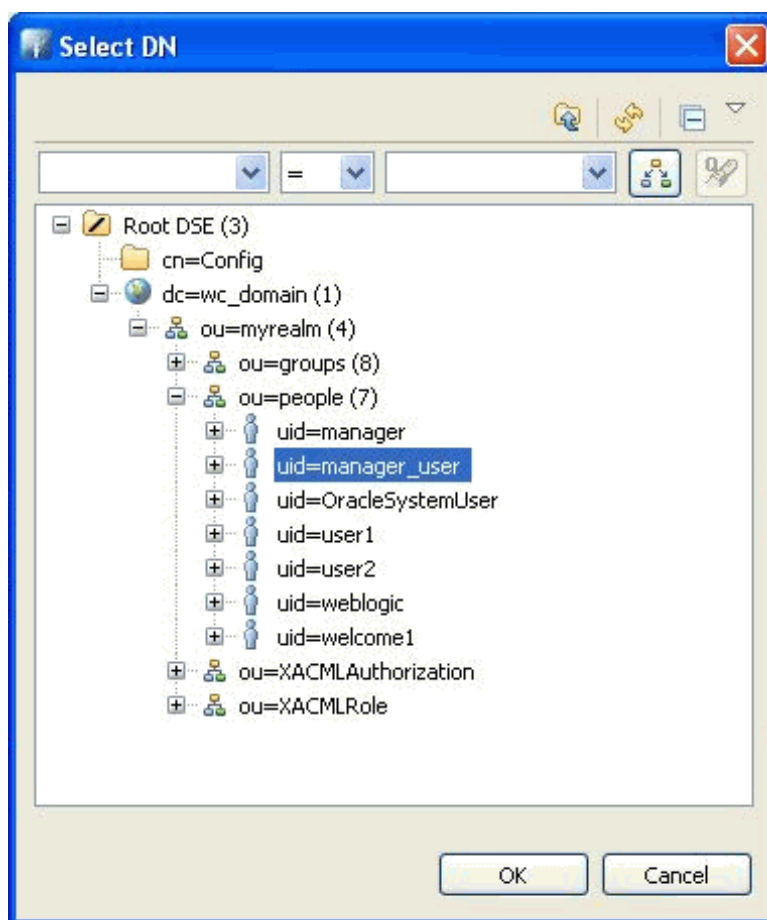 Select DN
=
Root DSE (3)
cn=Config
dc=wc_domain (1)
ou=myrealm (4)
ou=groups (8)
ou=people (7)
uid=manager
uid=manager_user
uid=OracleSystemUser
uid=user1
uid=user2
uid=weblogic
uid=welcome1
ou=XACMLAuthorization
ou=XACMLRole
OK Cancel